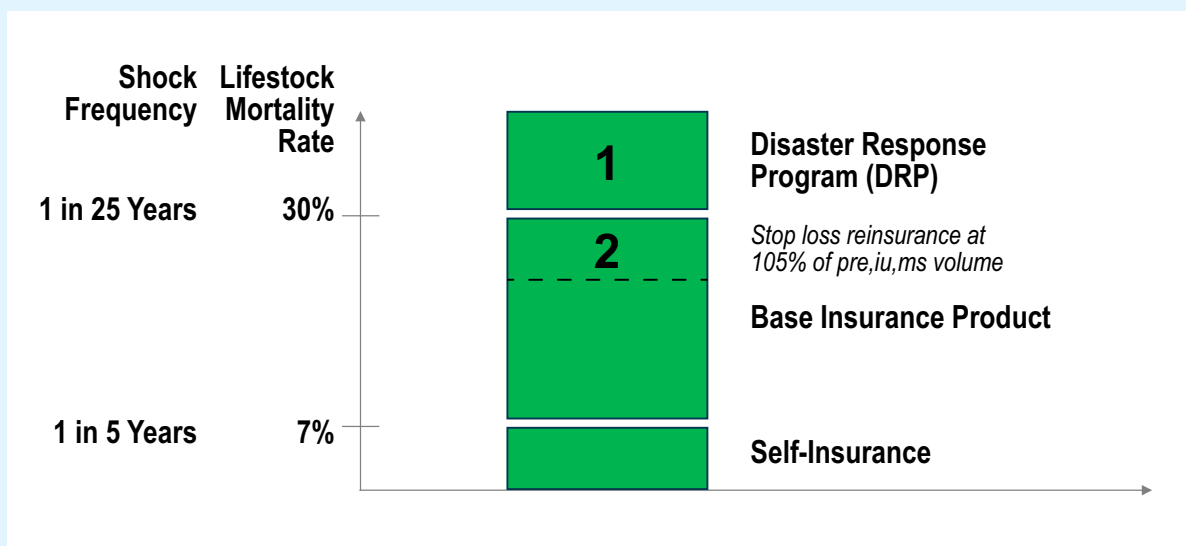 Shock
Frequency
Lifestock
Mortality
Rate
1
Disaster Response
Program (DRP)
1 in 25 Years
30%
2
Stop loss reinsurance at
105% of pre,iu,ms volume
Base Insurance Product
1 in 5 Years
7%
Self-Insurance